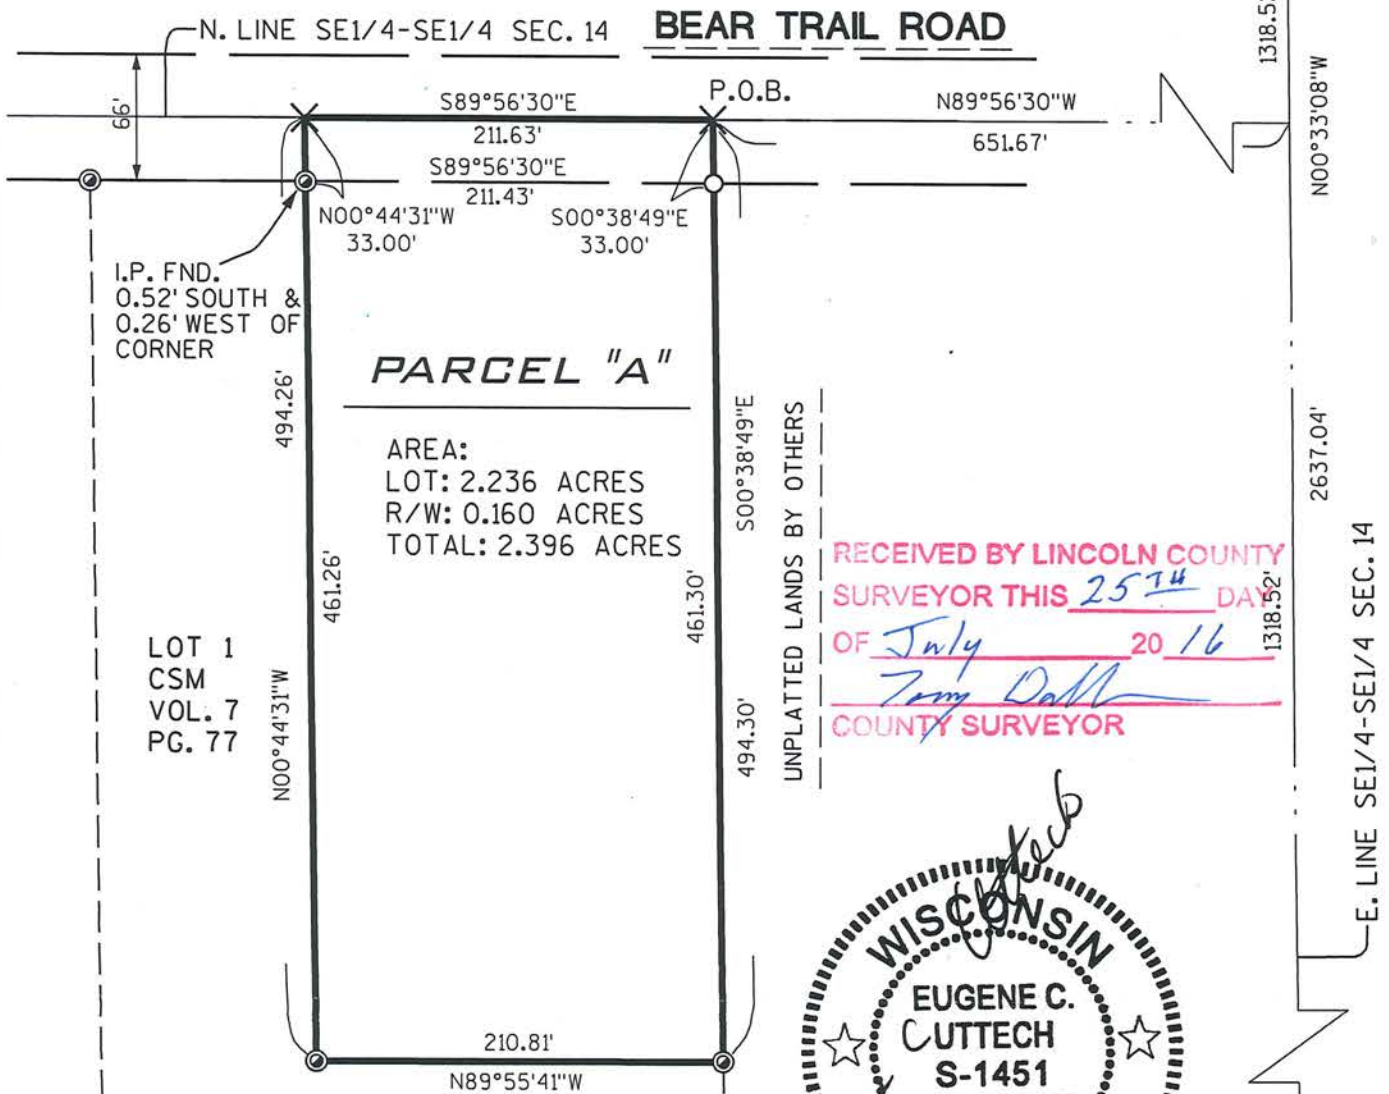 N. LINE SE1/4-SE1/4 SEC. 14
BEAR TRAIL ROAD
1318.52'
66'
S89°56'30"E
211.63'
P.O.B.
N89°56'30"W
651.67'
N00°33'08"W
S89°56'30"E
211.43'
N00°44'31"W
33.00'
S00°38'49"E
33.00'
I.P. FND.
0.52' SOUTH &
0.26' WEST OF
CORNER
PARCEL "A"
494.26'
AREA:
LOT: 2.236 ACRES
R/W: 0.160 ACRES
TOTAL: 2.396 ACRES
S00°38'49"E
UNPLATTED LANDS BY OTHERS
2637.04'
461.26'
461.30'
RECEIVED BY LINCOLN COUNTY
SURVEYOR THIS 25TH DAY
OF July 20 16
COUNTY SURVEYOR
1318.52'
E. LINE SE1/4-SE1/4 SEC. 14
LOT 1
CSM
VOL. 7
PG. 77
N00°44'31"W
494.30'
WISCONSIN
EUGENE C.
CUTTECH
S-1451
210.81'
N89°55'41"W